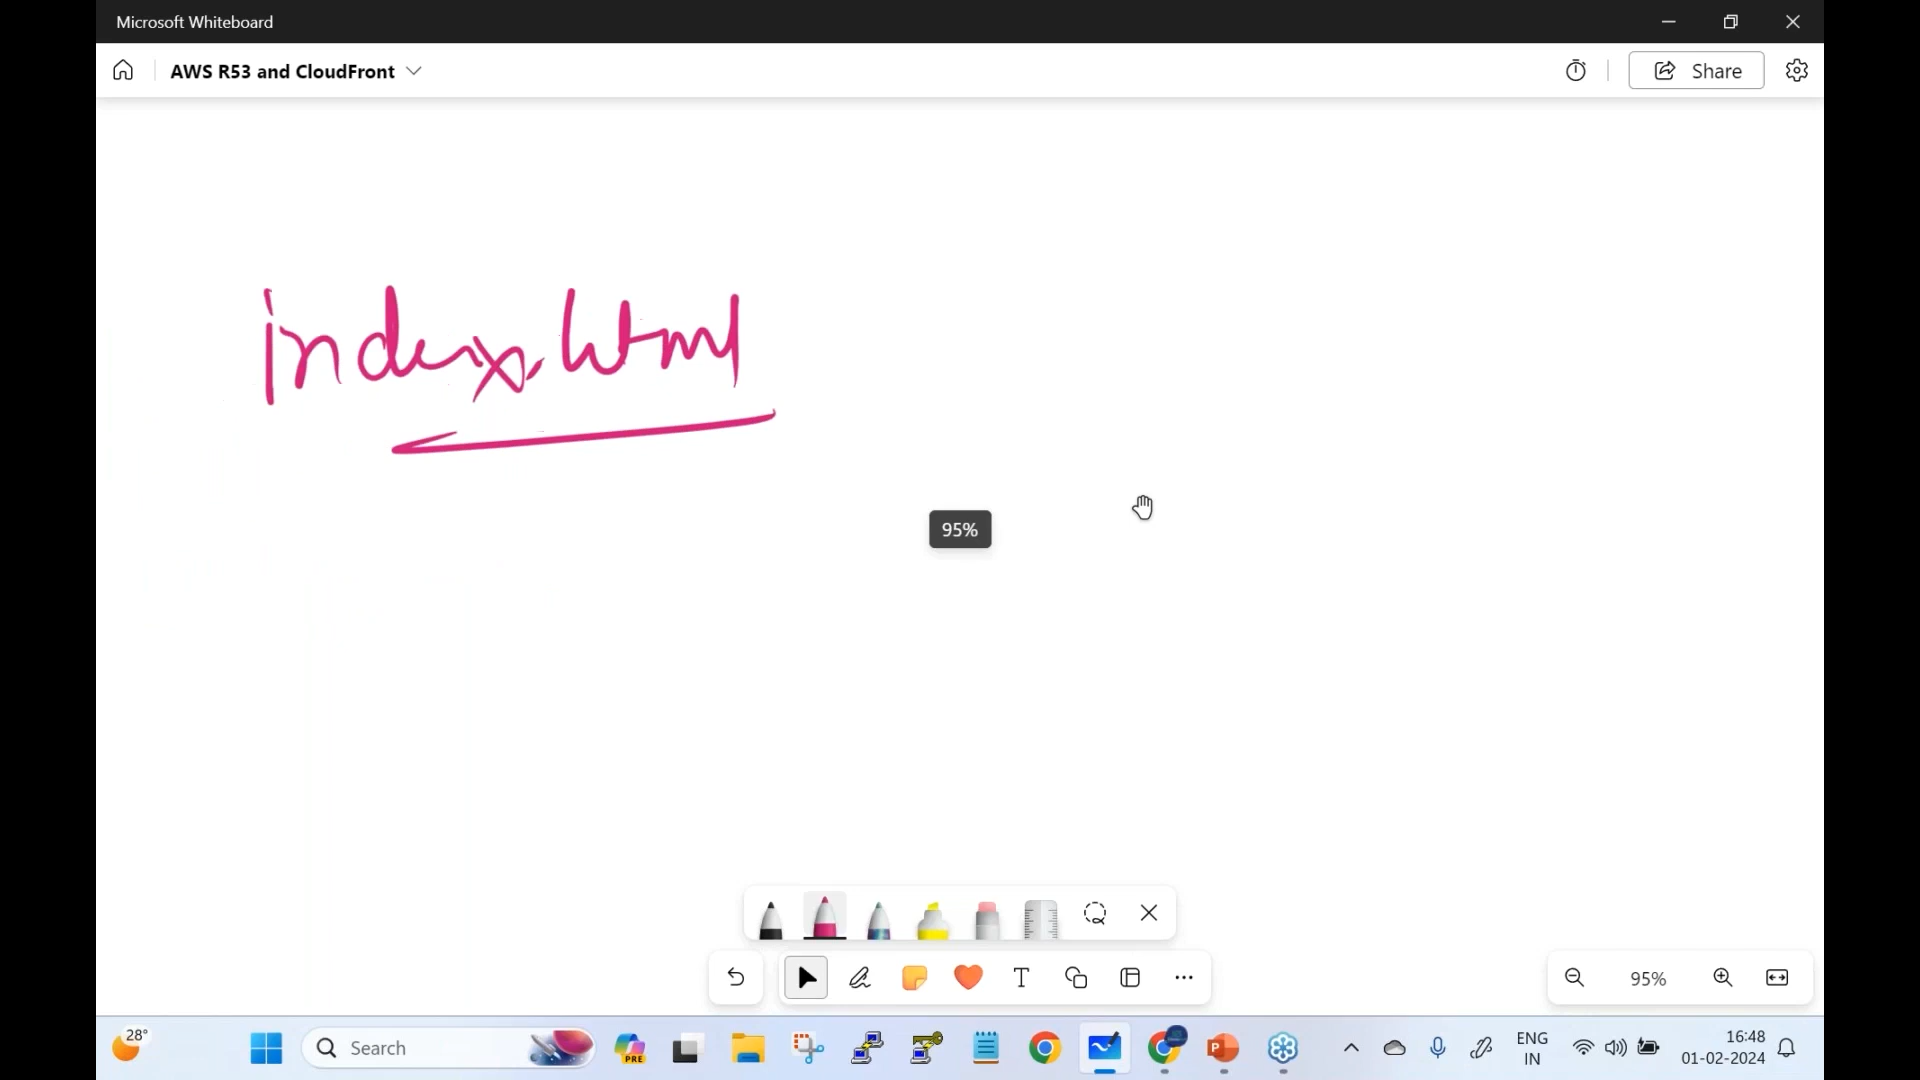 Microsoft Whiteboard
AWS R53 and CloudFront
Share
index.html
95%
95%
28°
Search
PRE
ENG
IN
16:48
01-02-2024